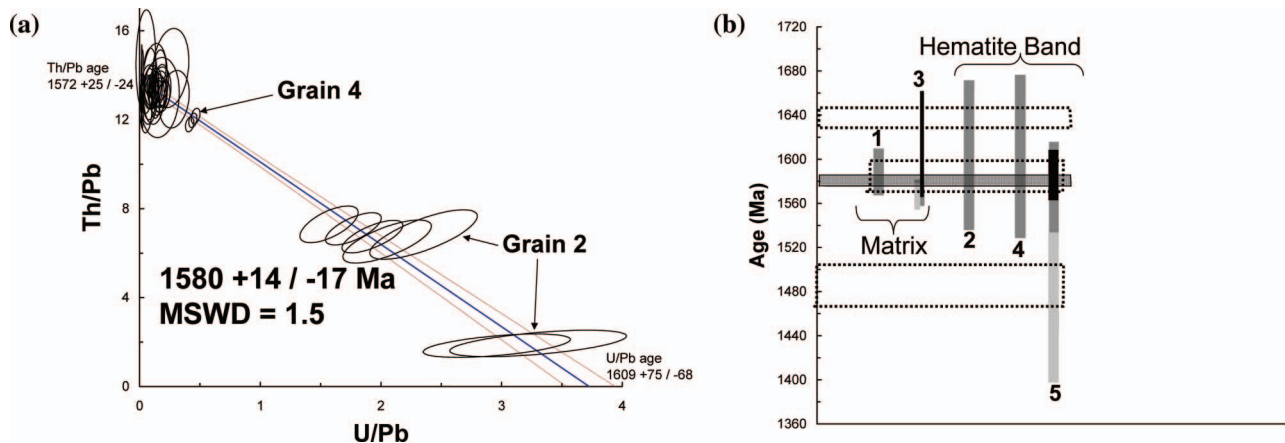 (a)
16
12
8
4
0
Th/Pb
Th/Pb age
1572 +25 / -24
Grain 4
Grain 2
1580 +14 / -17 Ma
MSWD = 1.5
U/Pb age
1609 +75 / -68
0 1 2 3 4
U/Pb
(b)
1720
1680
1640
1600
1560
1520
1480
1440
1400
1360
Age (Ma)
Hematite Band
3
1
Matrix
2
4
5